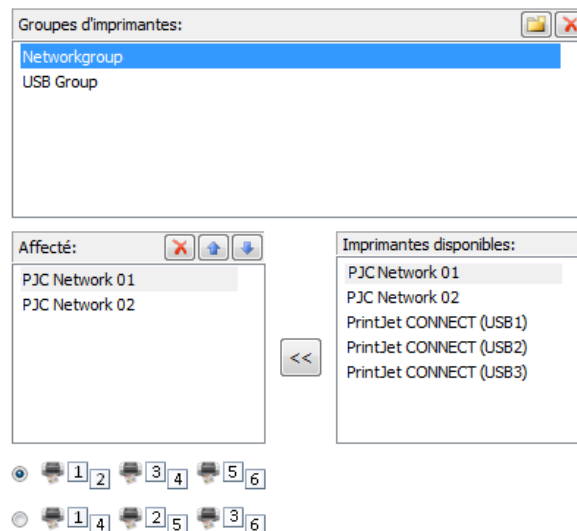 Groupes d'imprimantes:
Networkgroup
USB Group
Affecté:
PJC Network 01
PJC Network 02
<<
Imprimantes disponibles:
PJC Network 01
PJC Network 02
PrintJet CONNECT (USB1)
PrintJet CONNECT (USB2)
PrintJet CONNECT (USB3)
1 2 3 4 5 6
1 4 2 5 3 6